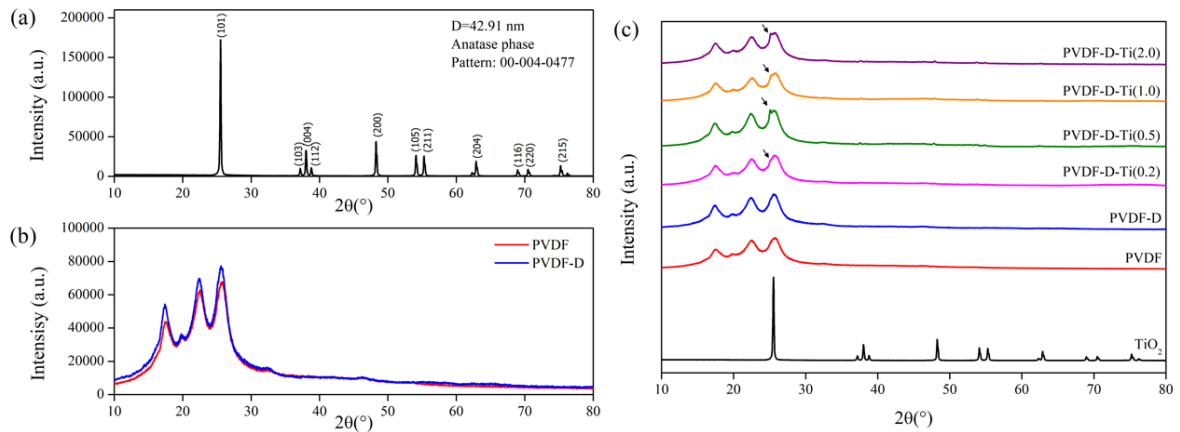 (a)
200000
150000
100000
50000
0
Intensity (a.u.)
(101)
(103)
(004)
(112)
(200)
(105)
(211)
(204)
(116)
(220)
(215)
D=42.91 nm
Anatase phase
Pattern: 00-004-0477
10 20 30 40 50 60 70 80
2θ(°)
(b)
100000
80000
60000
40000
20000
0
Intensisy (a.u.)
PVDF
PVDF-D
10 20 30 40 50 60 70 80
2θ(°)
(c)
Intensity (a.u.)
PVDF-D-Ti(2.0)
PVDF-D-Ti(1.0)
PVDF-D-Ti(0.5)
PVDF-D-Ti(0.2)
PVDF-D
PVDF
TiO₂
10 20 30 40 50 60 70 80
2θ(°)